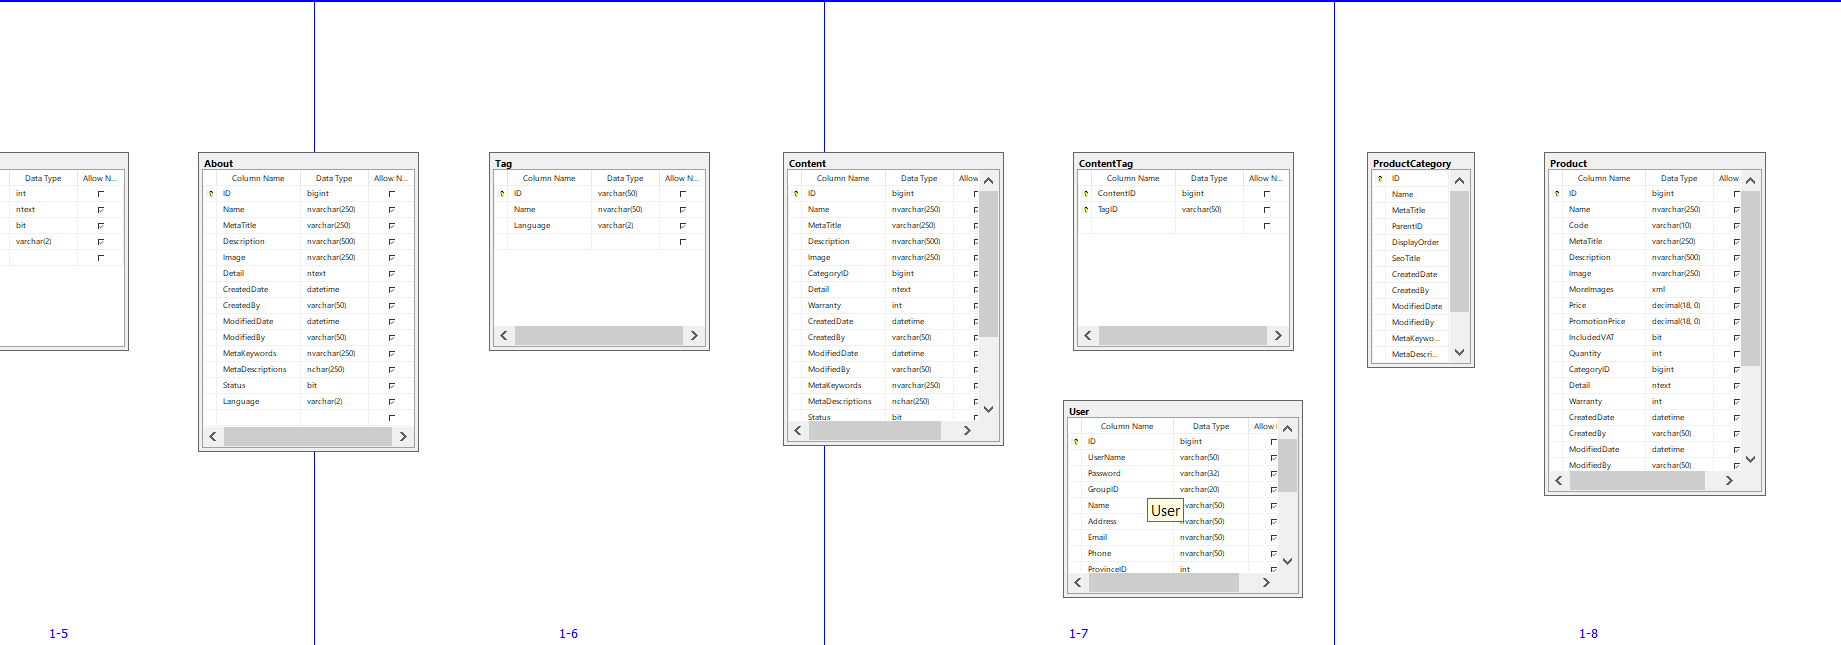 Data Type Allow N...
int
ntext
bit
varchar(2)
About
Column Name Data Type Allow N...
ID bigint
Name nvarchar(250)
MetaTitle varchar(250)
Description nvarchar(500)
Image nvarchar(250)
Detail ntext
CreatedDate datetime
CreatedBy varchar(50)
ModifiedDate datetime
ModifiedBy varchar(50)
MetaKeywords nvarchar(250)
MetaDescriptions nchar(250)
Status bit
Language varchar(2)
Tag
Column Name Data Type Allow N...
ID varchar(50)
Name nvarchar(50)
Language varchar(2)
Content
Column Name Data Type Allow
ID bigint
Name nvarchar(250)
MetaTitle varchar(250)
Description nvarchar(500)
Image nvarchar(250)
CategoryID bigint
Detail ntext
Warranty int
CreatedDate datetime
CreatedBy varchar(50)
ModifiedDate datetime
ModifiedBy varchar(50)
MetaKeywords nvarchar(250)
MetaDescriptions nchar(250)
Status bit
ContentTag
Column Name Data Type Allow N...
ContentID bigint
TagID varchar(50)
User
Column Name Data Type Allow
ID bigint
UserName varchar(50)
Password varchar(32)
GroupID varchar(20)
Name varchar(50)
Address varchar(50)
Email nvarchar(50)
Phone nvarchar(50)
ProvinceID int
User
ProductCategory
ID
Name
MetaTitle
ParentID
DisplayOrder
SeoTitle
CreatedDate
CreatedBy
ModifiedDate
ModifiedBy
MetaKeywo...
MetaDescri...
Product
Column Name Data Type Allow
ID bigint
Name nvarchar(250)
Code varchar(10)
MetaTitle varchar(250)
Description nvarchar(500)
Image nvarchar(250)
MoreImages xml
Price decimal(18, 0)
PromotionPrice decimal(18, 0)
IncludedVAT bit
Quantity int
CategoryID bigint
Detail ntext
Warranty int
CreatedDate datetime
CreatedBy varchar(50)
ModifiedDate datetime
ModifiedBy varchar(50)
1-5
1-6
1-7
1-8